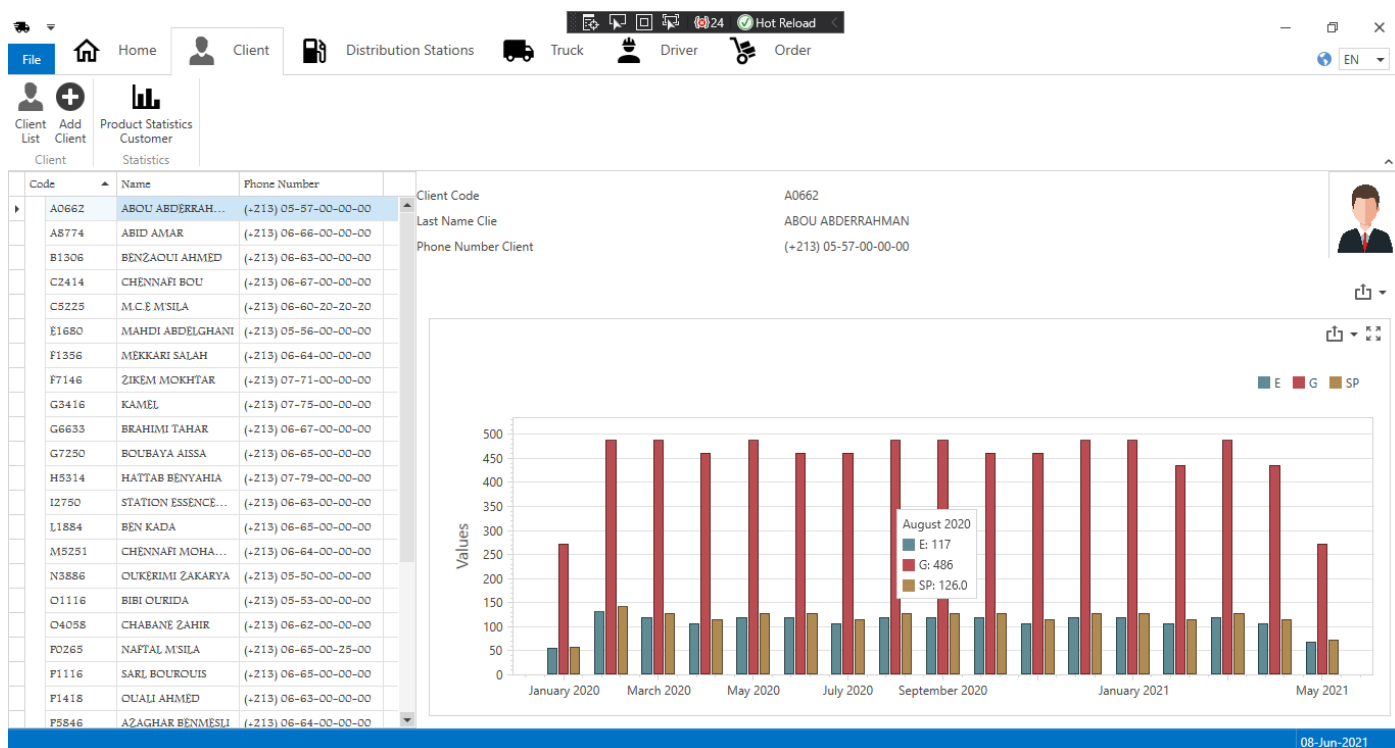 24 Hot Reload
File Home Client Distribution Stations Truck Driver Order
EN
Client List
Add Client
Product Statistics Customer
Client Statistics
Code Name Phone Number
A0662 ABOU ABDERRAH... (+213) 05-57-00-00-00
A8774 ABID AMAR (+213) 06-66-00-00-00
B1306 BENZAOUI AHMED (+213) 06-63-00-00-00
C2414 CHENNAFI BOU (+213) 06-67-00-00-00
C5225 M.C.E M'SILA (+213) 06-60-20-20-20
E1680 MAHDI ABDELGHANI (+213) 05-56-00-00-00
F1356 MEKKARI SALAH (+213) 06-64-00-00-00
F7146 ZIKEM MOKHTAR (+213) 07-71-00-00-00
G3416 KAMEL (+213) 07-75-00-00-00
G6633 BRAHIMI TAHAR (+213) 06-67-00-00-00
G7250 BOUBAYA AISSA (+213) 06-65-00-00-00
H5314 HATTAB BENYAHIA (+213) 07-79-00-00-00
I2750 STATION ESSENCE... (+213) 06-63-00-00-00
L1884 BEN KADA (+213) 06-65-00-00-00
M5251 CHENNAFI MOHA... (+213) 06-64-00-00-00
N3886 OUKERIMI ZAKARYA (+213) 05-50-00-00-00
O1116 BIBI OURIDA (+213) 05-53-00-00-00
O4058 CHABANE ZAHIR (+213) 06-62-00-00-00
P0265 NAFTAL M'SILA (+213) 06-65-00-25-00
P1116 SARL BOUROUIS (+213) 06-65-00-00-00
P1418 OUALI AHMED (+213) 06-63-00-00-00
P5846 AZAGHAR BENMESLI (+213) 06-64-00-00-00
Client Code A0662
Last Name Clie ABOU ABDERRAHMAN
Phone Number Client (+213) 05-57-00-00-00
E G SP
Values
500
450
400
350
300
250
200
150
100
50
0
August 2020
E: 117
G: 486
SP: 126.0
January 2020 March 2020 May 2020 July 2020 September 2020 January 2021 May 2021
08-Jun-2021